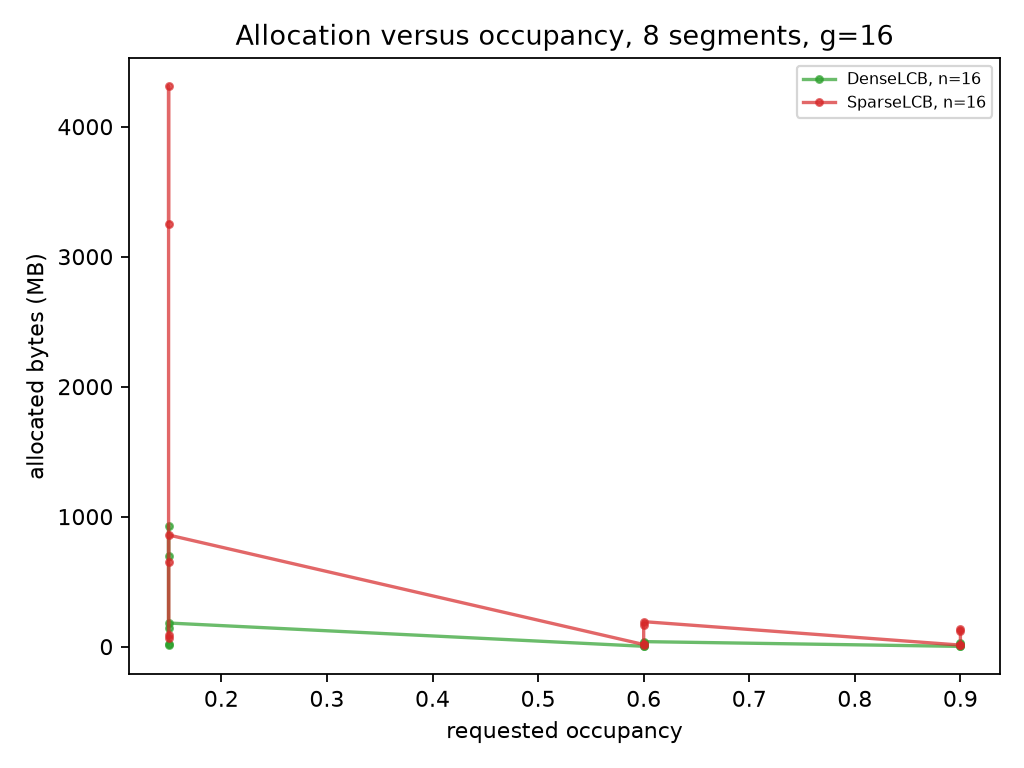 Allocation versus occupancy, 8 segments, g=16
DenseLCB, n=16
SparseLCB, n=16
allocated bytes (MB)
4000
3000
2000
1000
0
0.2 0.3 0.4 0.5 0.6 0.7 0.8 0.9
requested occupancy